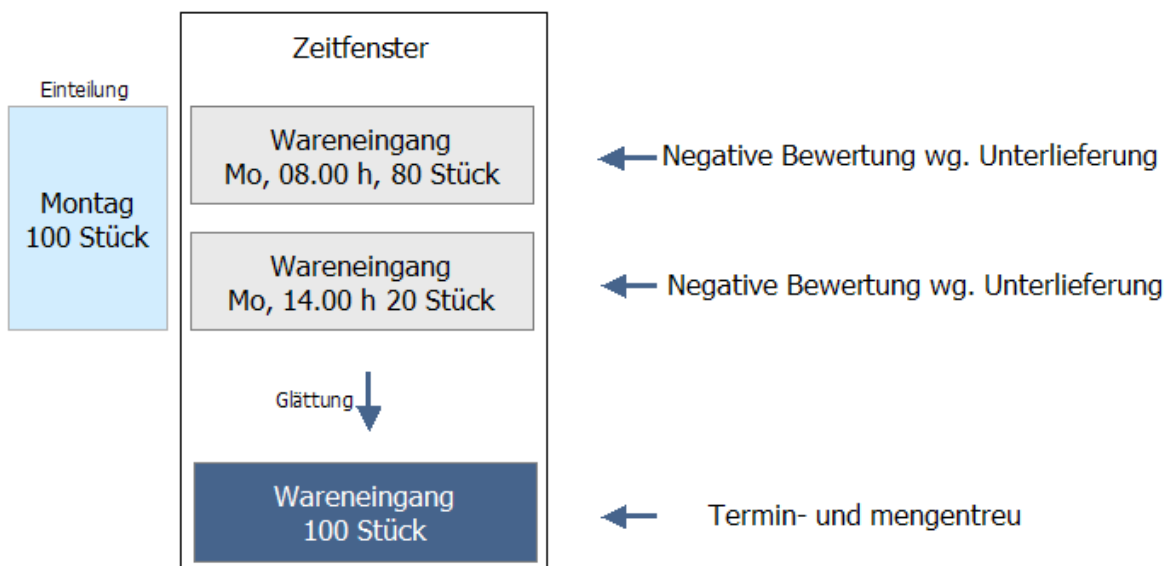 Zeitfenster
Einteilung
Montag
100 Stück
Wareneingang
Mo, 08.00 h, 80 Stück
Negative Bewertung wg. Unterlieferung
Wareneingang
Mo, 14.00 h 20 Stück
Negative Bewertung wg. Unterlieferung
Glättung
Wareneingang
100 Stück
Termin- und mengentreu